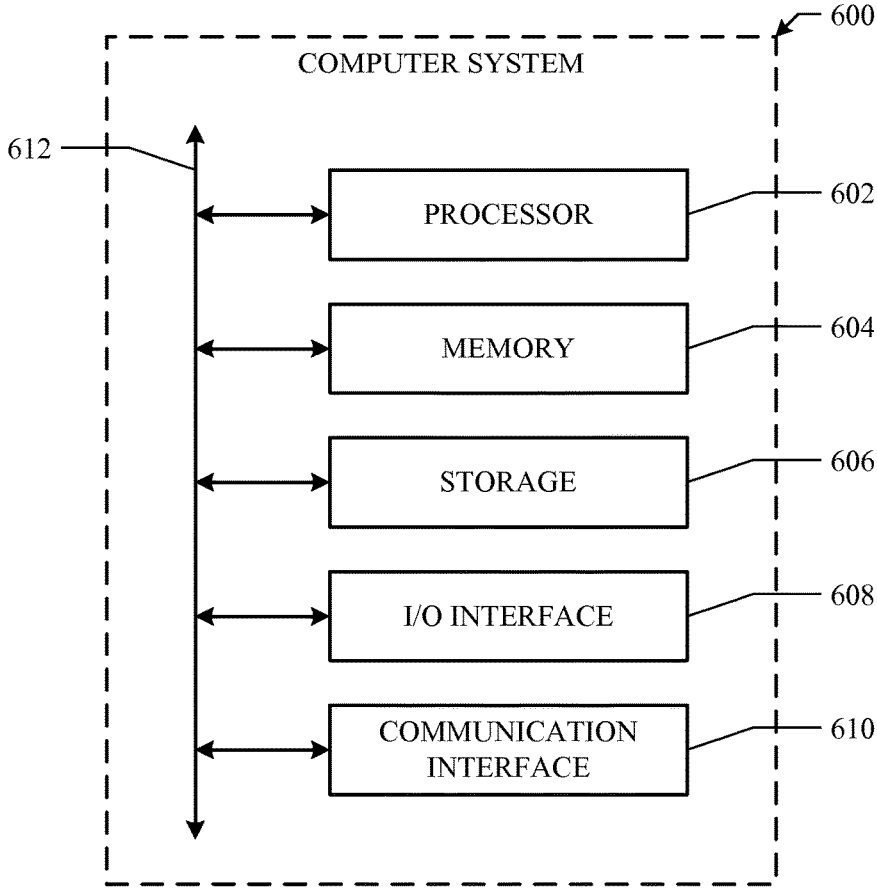 600
COMPUTER SYSTEM
612
PROCESSOR
602
MEMORY
604
STORAGE
606
I/O INTERFACE
608
COMMUNICATION
INTERFACE
610